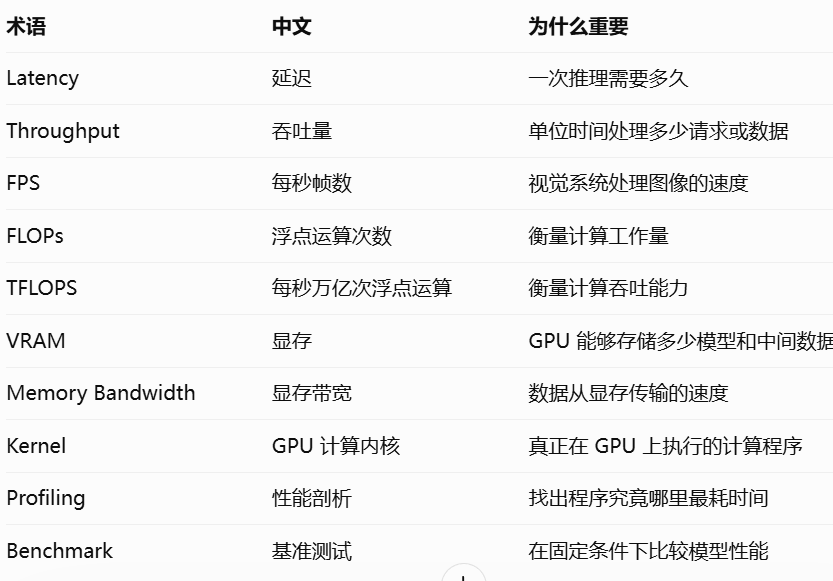 术语 中文 为什么重要
Latency 延迟 一次推理需要多久
Throughput 吞吐量 单位时间处理多少请求或数据
FPS 每秒帧数 视觉系统处理图像的速度
FLOPs 浮点运算次数 衡量计算工作量
TFLOPS 每秒万亿次浮点运算 衡量计算吞吐能力
VRAM 显存 GPU 能够存储多少模型和中间数据
Memory Bandwidth 显存带宽 数据从显存传输的速度
Kernel GPU 计算内核 真正在 GPU 上执行的计算程序
Profiling 性能剖析 找出程序究竟哪里最耗时间
Benchmark 基准测试 在固定条件下比较模型性能